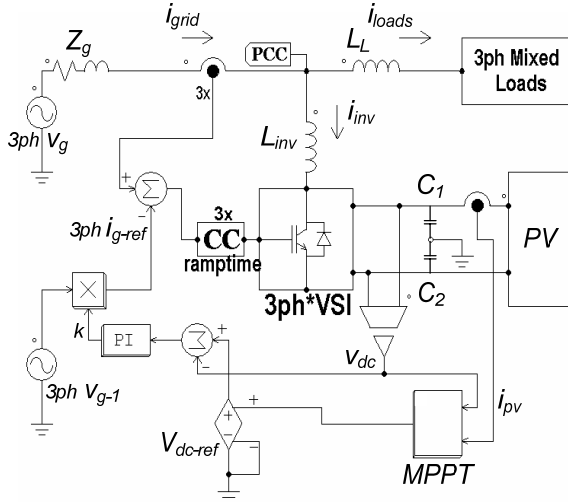 i_grid
i_loads
Z_g
PCC
L_L
3ph Mixed
Loads
3x
3ph v_g
i_inv
L_inv
+
Σ
-
3ph i_g-ref
3x
CC
ramptime
3ph*VSI
C_1
C_2
PV
×
k
PI
Σ
+
-
v_dc
3ph v_g-1
i_pv
+
-
+
-
V_dc-ref
MPPT